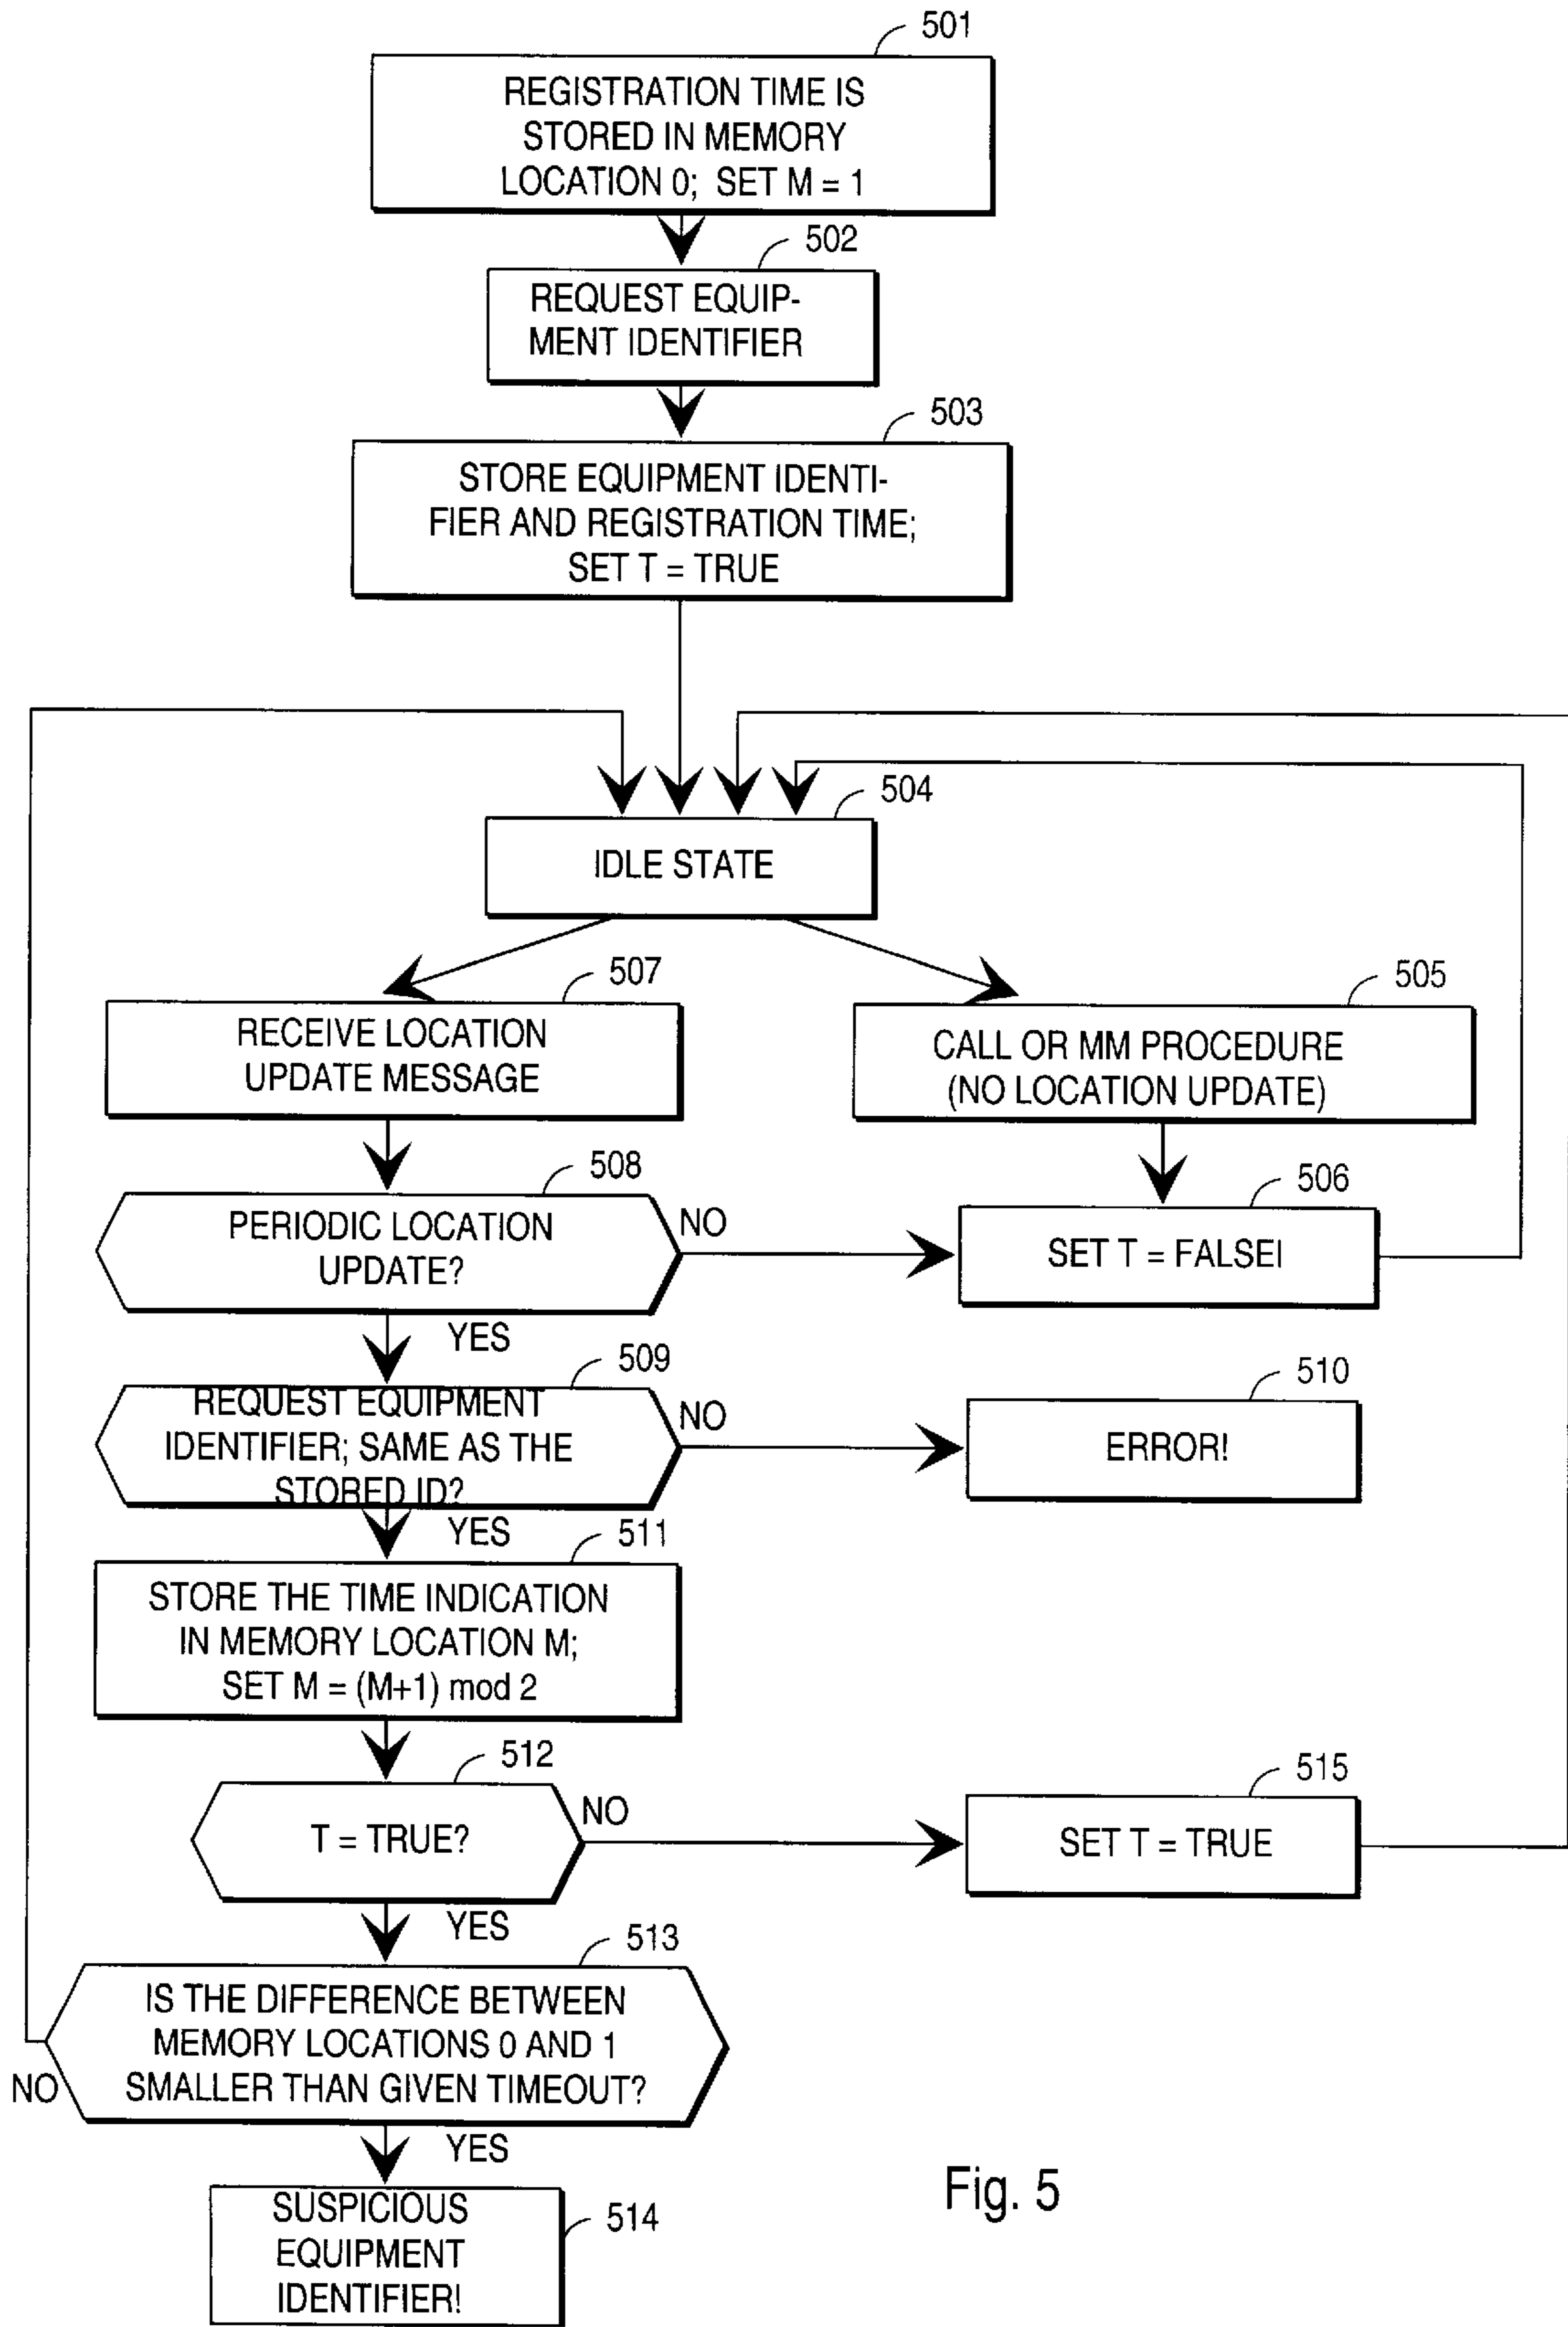 501
REGISTRATION TIME IS
STORED IN MEMORY
LOCATION 0; SET M = 1
502
REQUEST EQUIP-
MENT IDENTIFIER
503
STORE EQUIPMENT IDENTI-
FIER AND REGISTRATION TIME;
SET T = TRUE
504
IDLE STATE
507
RECEIVE LOCATION
UPDATE MESSAGE
505
CALL OR MM PROCEDURE
(NO LOCATION UPDATE)
508
PERIODIC LOCATION
UPDATE?
NO
506
SET T = FALSEI
YES
509
REQUEST EQUIPMENT
IDENTIFIER; SAME AS THE
STORED ID?
NO
510
ERROR!
YES
511
STORE THE TIME INDICATION
IN MEMORY LOCATION M;
SET M = (M+1) mod 2
512
T = TRUE?
NO
515
SET T = TRUE
YES
513
IS THE DIFFERENCE BETWEEN
MEMORY LOCATIONS 0 AND 1
SMALLER THAN GIVEN TIMEOUT?
NO
YES
514
SUSPICIOUS
EQUIPMENT
IDENTIFIER!
Fig. 5